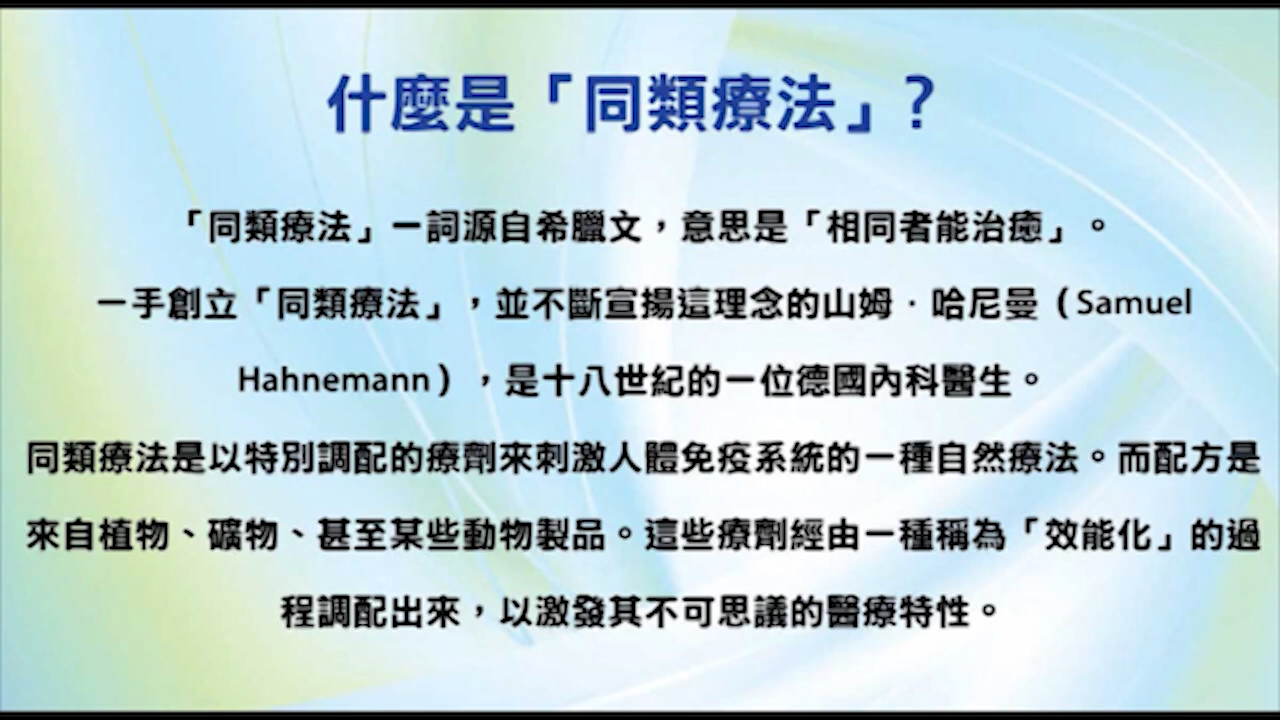 什麼是「同類療法」?
「同類療法」一詞源自希臘文，意思是「相同者能治癒」。
一手創立「同類療法」，並不斷宣揚這理念的山姆．哈尼曼（Samuel
Hahnemann），是十八世紀的一位德國內科醫生。
同類療法是以特別調配的療劑來刺激人體免疫系統的一種自然療法。而配方是
來自植物、礦物、甚至某些動物製品。這些療劑經由一種稱為「效能化」的過
程調配出來，以激發其不可思議的醫療特性。